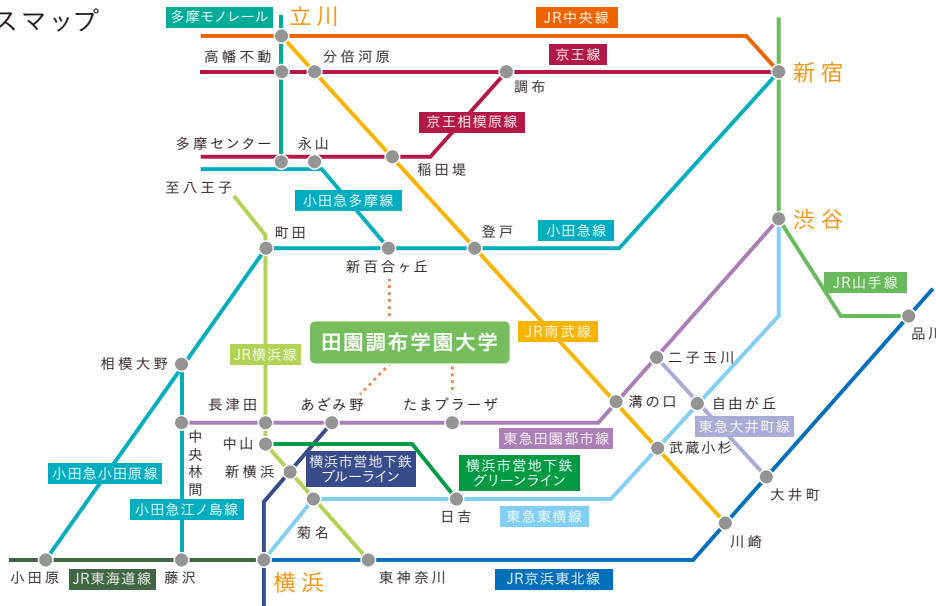 スマップ
多摩モノレール
立川
JR中央線
高幡不動
分倍河原
京王線
新宿
調布
京王相模原線
多摩センター
永山
稲田堤
至八王子
小田急多摩線
渋谷
町田
登戸
小田急線
新百合ヶ丘
JR山手線
田園調布学園大学
JR南武線
品川
JR横浜線
相模大野
二子玉川
長津田
あざみ野
たまプラーザ
溝の口
自由が丘
中央林間
中山
東急田園都市線
東急大井町線
武蔵小杉
小田急小田原線
新横浜
横浜市営地下鉄
ブルーライン
横浜市営地下鉄
グリーンライン
大井町
小田急江ノ島線
菊名
日吉
東急東横線
川崎
小田原
JR東海道線
藤沢
横浜
東神奈川
JR京浜東北線